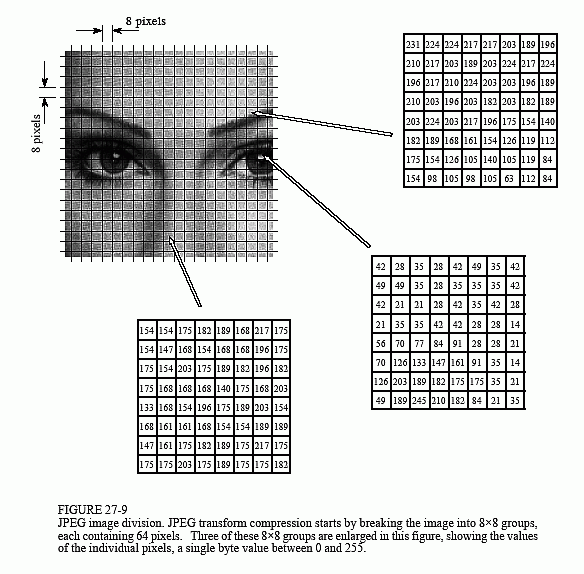 8 pixels
8 pixels
231 224 224 217 217 203 189 196
210 217 203 189 203 224 217 224
196 217 210 224 203 203 196 189
210 203 196 203 182 203 182 189
203 224 203 217 196 175 154 140
182 189 168 161 154 126 119 112
175 154 126 105 140 105 119 84
154 98 105 98 105 63 112 84
42 28 35 28 42 49 35 42
49 49 35 28 35 35 35 42
42 21 21 28 42 35 42 28
21 35 35 42 42 28 28 14
56 70 77 84 91 28 28 21
70 126 133 147 161 91 35 14
126 203 189 182 175 175 35 21
49 189 245 210 182 84 21 35
154 154 175 182 189 168 217 175
154 147 168 154 168 168 196 175
175 154 203 175 189 182 196 182
175 168 168 168 140 175 168 203
133 168 154 196 175 189 203 154
168 161 161 168 154 154 189 189
147 161 175 182 189 175 217 175
175 175 203 175 189 175 175 182
FIGURE 27-9
JPEG image division. JPEG transform compression starts by breaking the image into 8×8 groups,
each containing 64 pixels. Three of these 8×8 groups are enlarged in this figure, showing the values
of the individual pixels, a single byte value between 0 and 255.